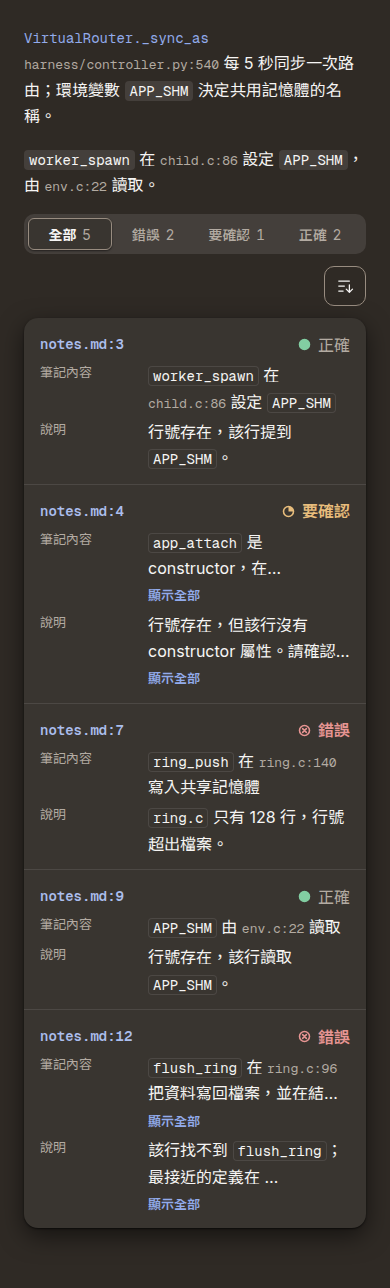 VirtualRouter._sync_as
harness/controller.py:540 每 5 秒同步一次路
由；環境變數 APP_SHM 決定共用記憶體的名
稱。
worker_spawn 在 child.c:86 設定 APP_SHM，
由 env.c:22 讀取。
全部 5 錯誤 2 要確認 1 正確 2
notes.md:3 正確
筆記內容 worker_spawn 在
child.c:86 設定 APP_SHM
說明 行號存在，該行提到
APP_SHM。
notes.md:4 要確認
筆記內容 app_attach 是
constructor，在…
顯示全部
說明 行號存在，但該行沒有
constructor 屬性。請確認…
顯示全部
notes.md:7 錯誤
筆記內容 ring_push 在 ring.c:140
寫入共享記憶體
說明 ring.c 只有 128 行，行號
超出檔案。
notes.md:9 正確
筆記內容 APP_SHM 由 env.c:22 讀取
說明 行號存在，該行讀取
APP_SHM。
notes.md:12 錯誤
筆記內容 flush_ring 在 ring.c:96
把資料寫回檔案，並在結…
顯示全部
說明 該行找不到 flush_ring；
最接近的定義在 …
顯示全部